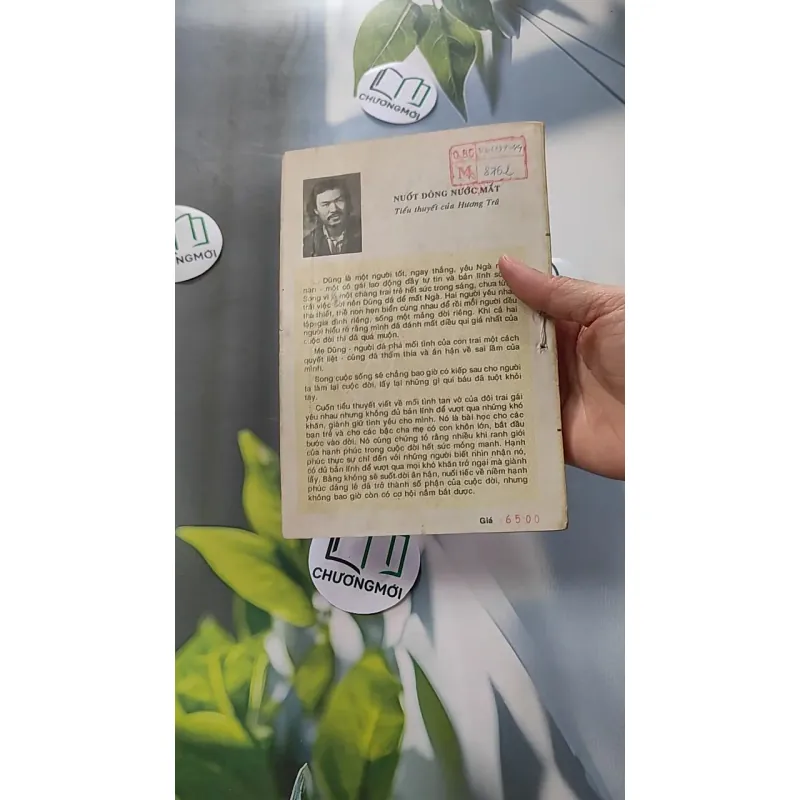 CHƯƠNGMỚI
CHƯƠNGMỚI
Đ.BC
M 8762
NUỐT DÒNG NƯỚC MẮT
Tiểu thuyết của Hương Trà
... Dũng là một người tốt, ngay thẳng, yêu Ngà
nàn - một cô gái lao động đầy tự tin và bản lĩnh
Song vì là một chàng trai trẻ hết sức trong sáng, chưa từng
trải việc đời nên Dũng đã để mất Ngà. Hai người yêu nhau
tha thiết, thề non hẹn biển cùng nhau để rồi mỗi người đều
lập gia đình riêng, sống một mảng đời riêng. Khi cả hai
người hiểu rõ rằng mình đã đánh mất điều quí giá nhất của
cuộc đời thì đã quá muộn.
Mẹ Dũng - người đã phá mối tình của con trai một cách
quyết liệt - cũng đã thấm thía và ân hận về sai lầm của
mình.
Song cuộc sống sẽ chẳng bao giờ có kiếp sau cho người
ta làm lại cuộc đời, lấy lại những gì quí báu đã tuột khỏi
tay.
Cuốn tiểu thuyết viết về mối tình tan vỡ của đôi trai gái
yêu nhau nhưng không đủ bản lĩnh để vượt qua những khó
khăn, giành giữ tình yêu cho mình. Nó là bài học cho các
bạn trẻ và cho các bậc cha mẹ có con khôn lớn, bắt đầu
bước vào đời. Nó cũng chứng tỏ rằng nhiều khi ranh giới
của hạnh phúc trong cuộc đời hết sức mỏng manh. Hạnh
phúc thực sự chỉ đến với những người biết nhìn nhận nó,
có đủ bản lĩnh để vượt qua mọi khó khăn trở ngại mà giành
lấy. Bằng không sẽ suốt đời ân hận, nuối tiếc về niềm hạnh
phúc đáng lẽ đã trở thành số phận của cuộc đời, nhưng
không bao giờ còn có cơ hội nắm bắt được.
Giá 6500
CHƯƠNGMỚI